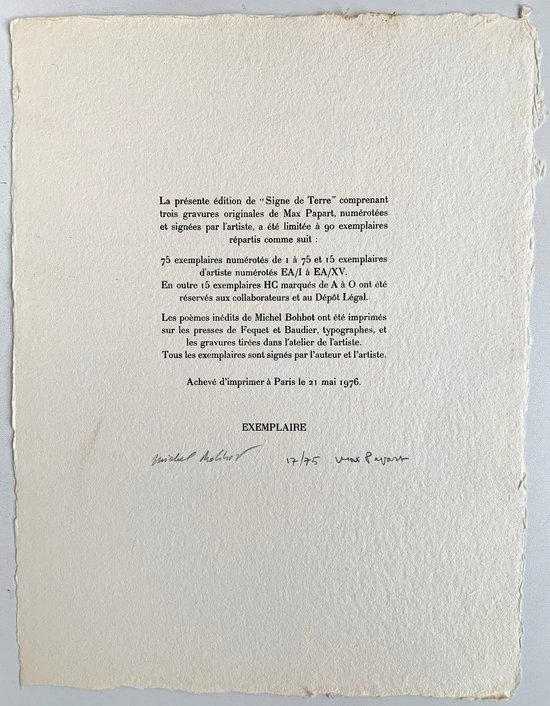 La présente édition de "Signe de Terre" comprenant
trois gravures originales de Max Papart, numérotées
et signées par l'artiste, a été limitée à 90 exemplaires
répartis comme suit :
75 exemplaires numérotés de 1 à 75 et 15 exemplaires
d'artiste numérotés EA/I à EA/XV.
En outre 15 exemplaires HC marqués de A à O ont été
réservés aux collaborateurs et au Dépôt Légal.
Les poèmes inédits de Michel Bohbot ont été imprimés
sur les presses de Fequet et Baudier, typographes, et
les gravures tirées dans l'atelier de l'artiste.
Tous les exemplaires sont signés par l'auteur et l'artiste.
Achevé d'imprimer à Paris le 21 mai 1976.
EXEMPLAIRE
Michel Bohbot 17/75 Max Papart